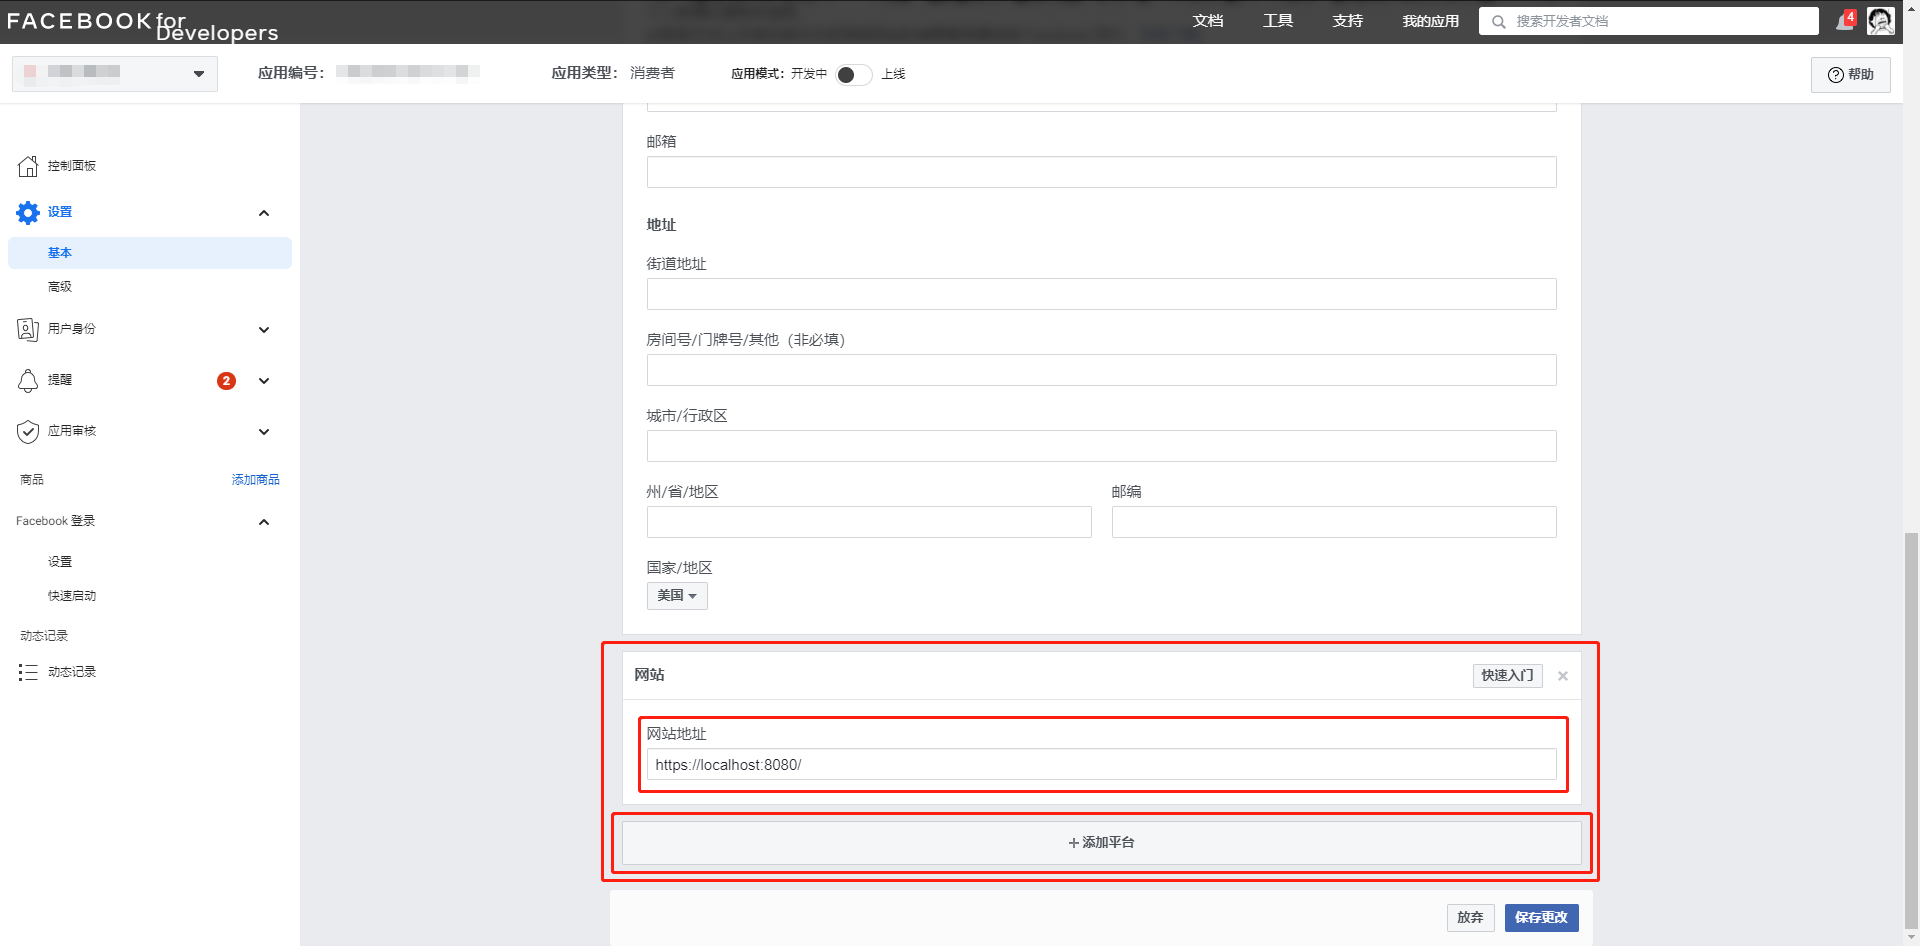 FACEBOOK for Developers
文档 工具 支持 我的应用 搜索开发者文档 4
应用编号： 应用类型： 消费者 应用模式：开发中 上线 帮助
控制面板
设置
基本
高级
用户身份
提醒 2
应用审核
商品 添加商品
Facebook 登录
设置
快速启动
动态记录
动态记录
邮箱
地址
街道地址
房间号/门牌号/其他（非必填）
城市/行政区
州/省/地区 邮编
国家/地区
美国
网站 快速入门
网站地址
https://localhost:8080/
+ 添加平台
放弃 保存更改